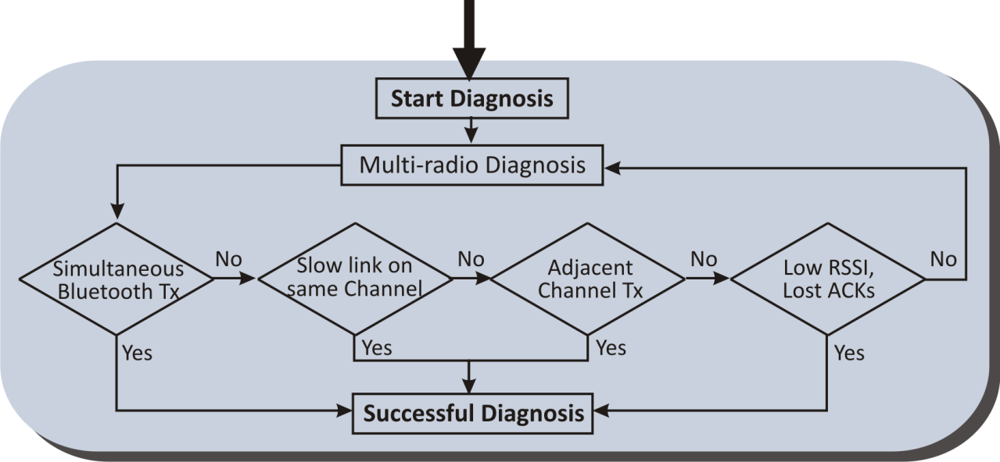 Start Diagnosis
Multi-radio Diagnosis
Simultaneous
Bluetooth Tx
No
Slow link on
same Channel
No
Adjacent
Channel Tx
No
Low RSSI,
Lost ACKs
No
Yes
Yes
Yes
Yes
Successful Diagnosis